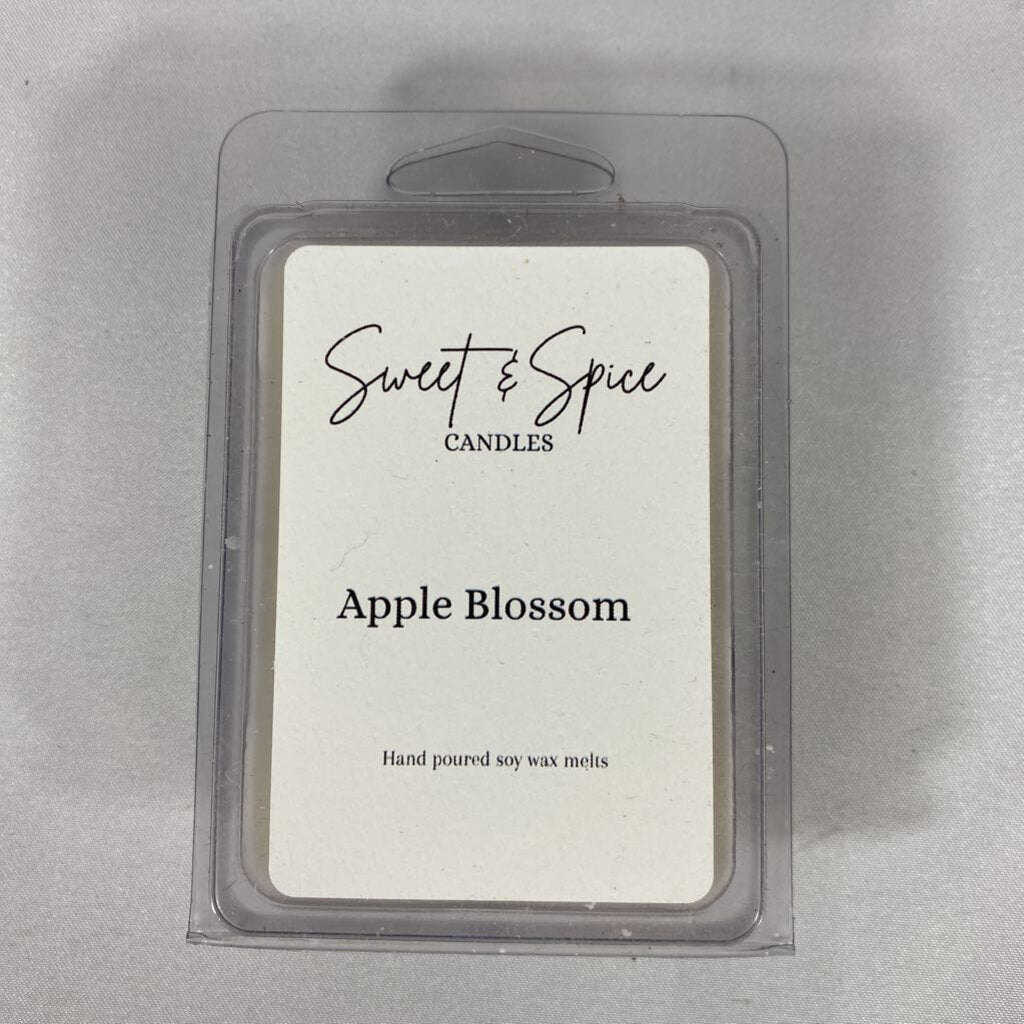 Sweet & Spice
CANDLES
Apple Blossom
Hand poured soy wax melts